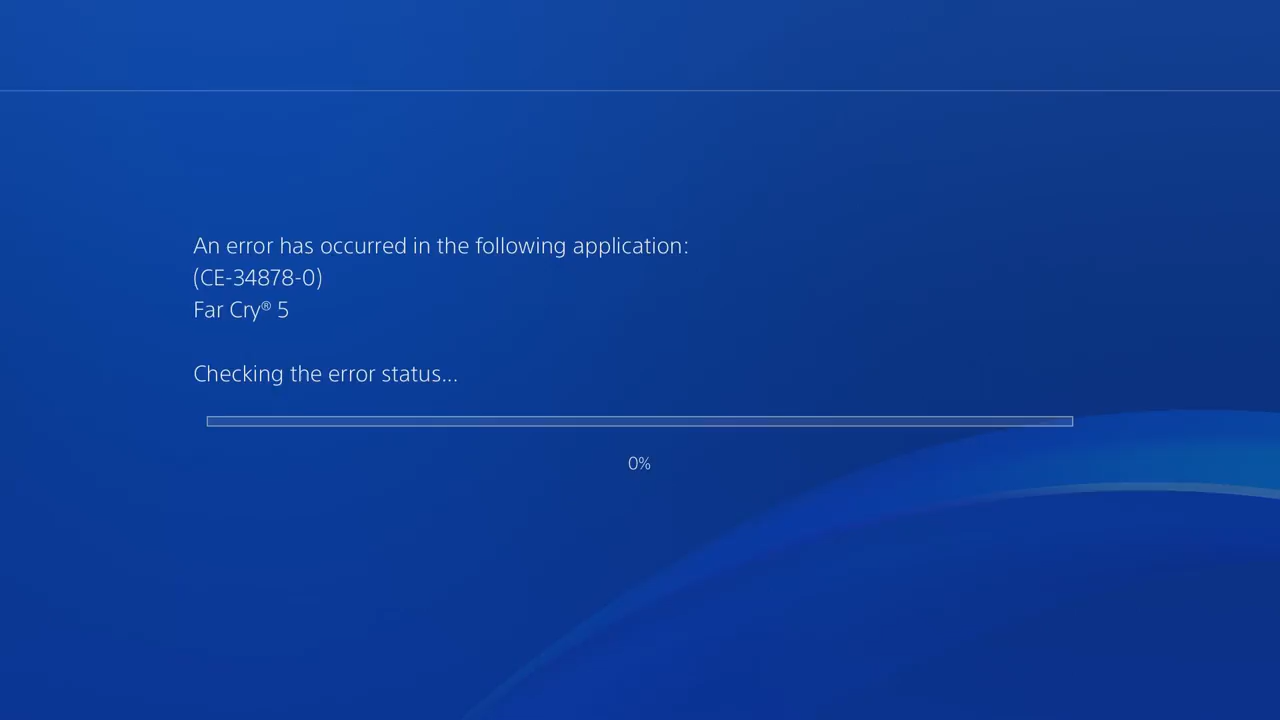 An error has occurred in the following application:
(CE-34878-0)
Far Cry® 5
Checking the error status...
0%